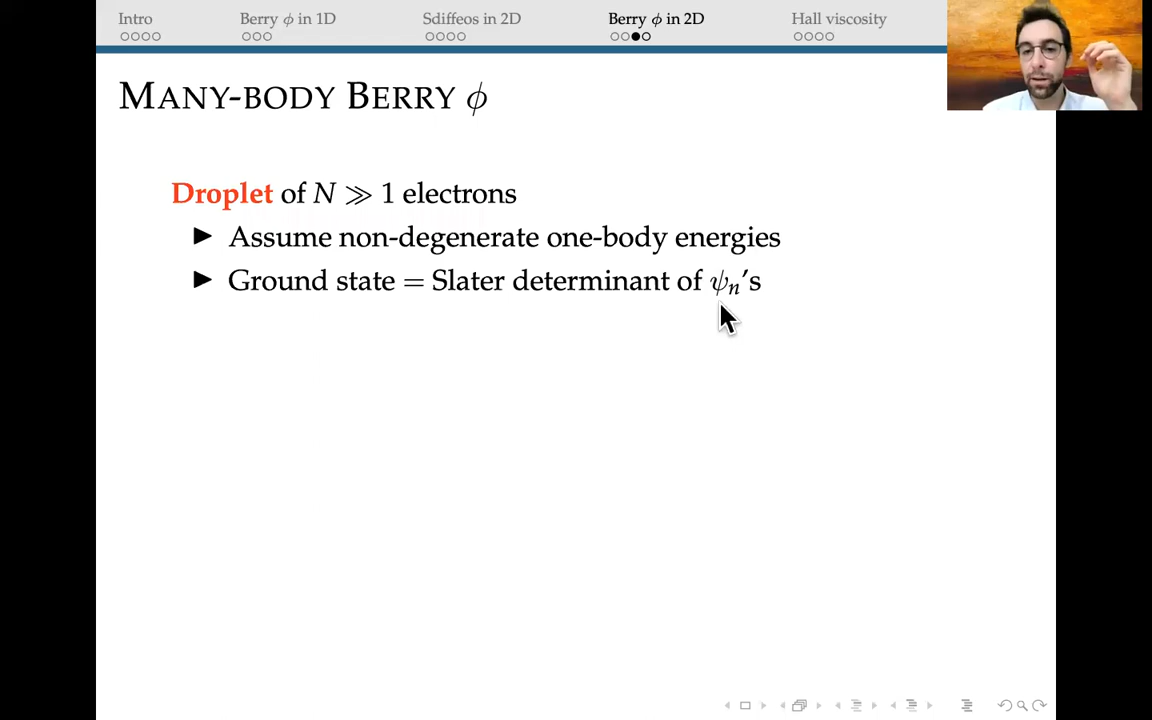 Intro Berry ϕ in 1D Sdiffeos in 2D Berry ϕ in 2D Hall viscosity
MANY-BODY BERRY ϕ
Droplet of N ≫ 1 electrons
▶ Assume non-degenerate one-body energies
▶ Ground state = Slater determinant of ψₙ's